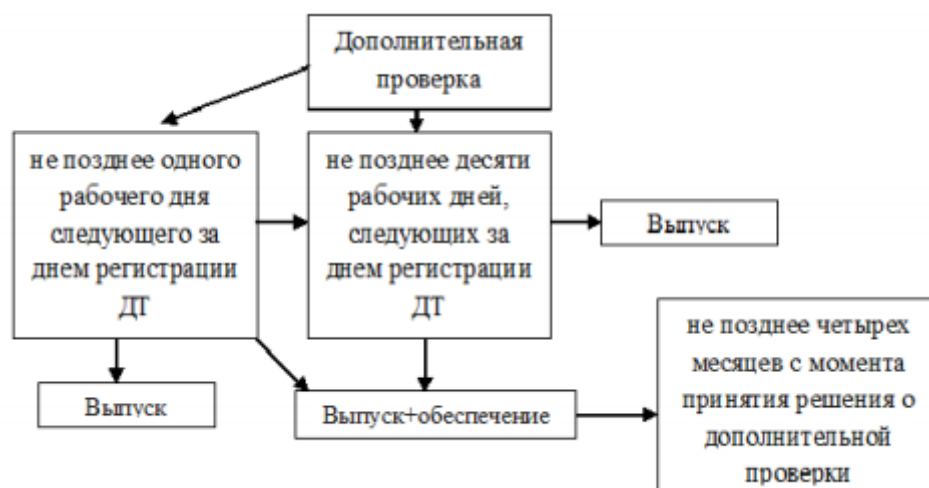 Дополнительная
проверка
не позднее одного
рабочего дня
следующего за
днем регистрации
ДТ
не позднее десяти
рабочих дней,
следующих за
днем регистрации
ДТ
Выпуск
Выпуск
Выпуск+обеспечение
не позднее четырех
месяцев с момента
принятия решения о
дополнительной
проверки